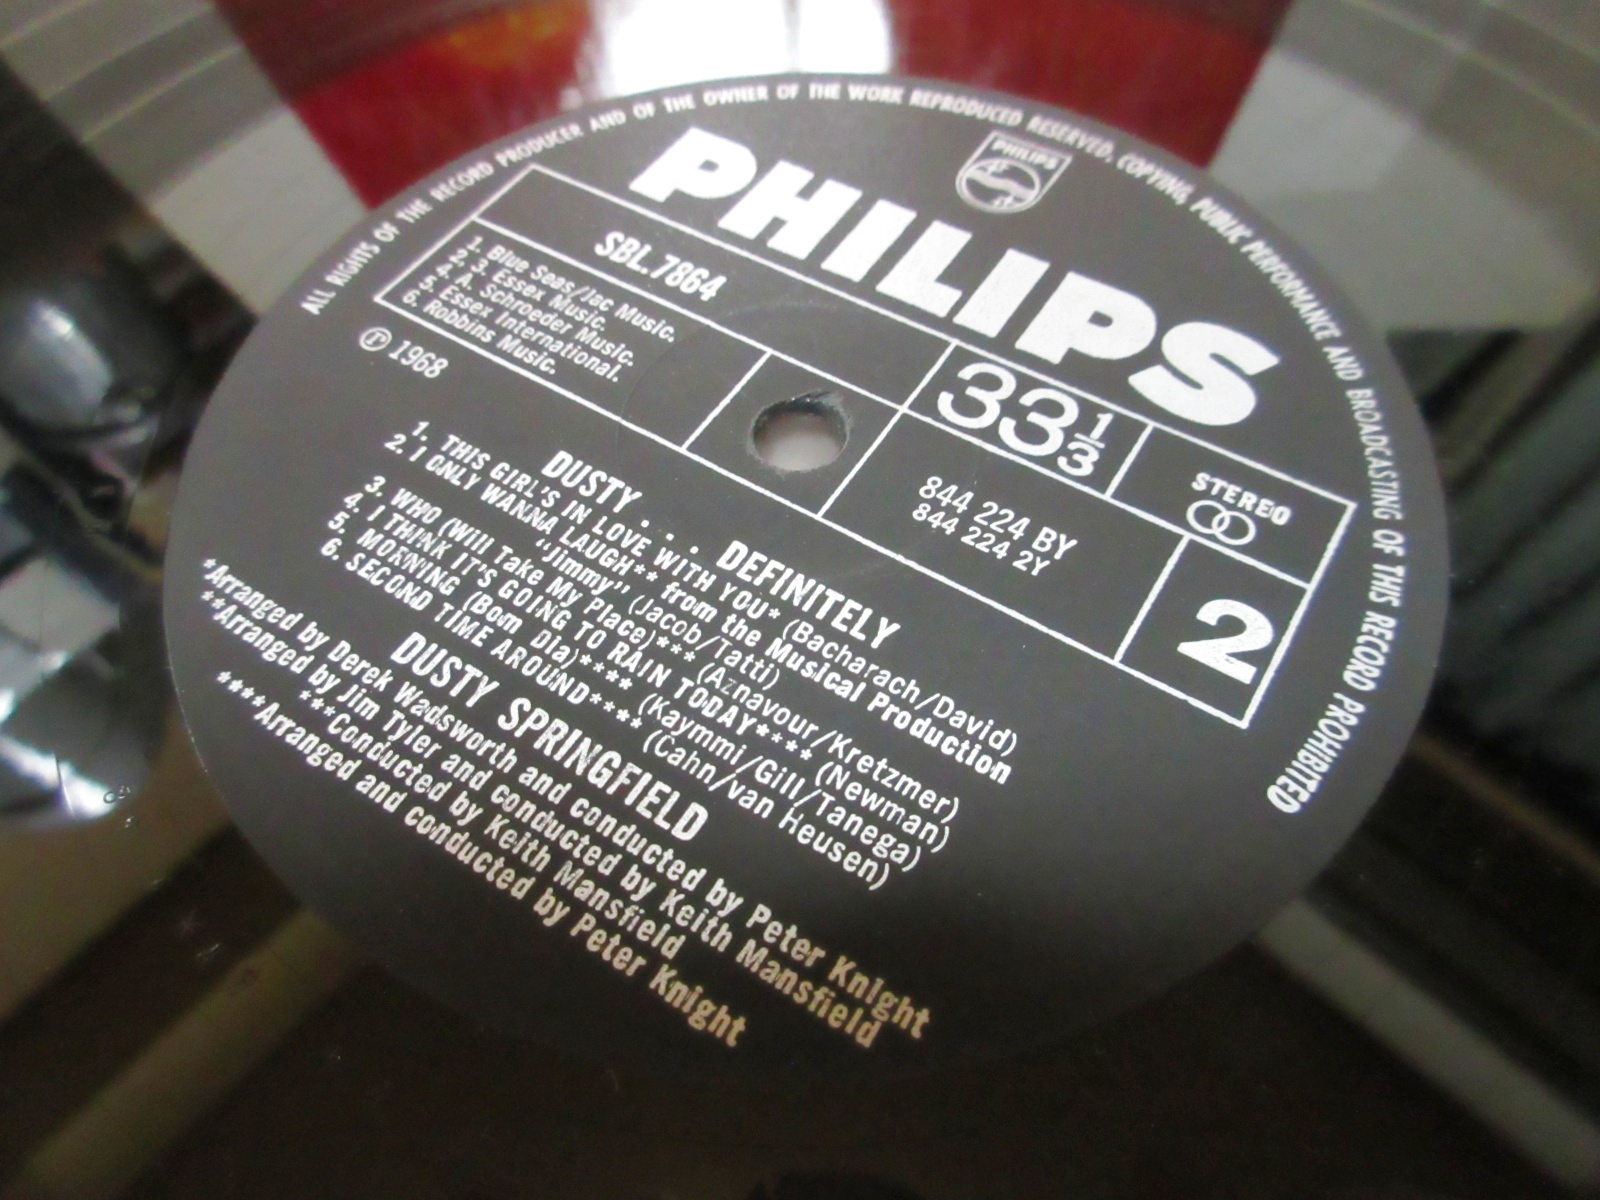 ALL RIGHTS OF THE RECORD PRODUCER AND OF THE OWNER OF THE WORK REPRODUCED RESERVED. COPYING, PUBLIC PERFORMANCE AND BROADCASTING OF THIS RECORD PROHIBITED
PHILIPS
PHILIPS
SBL.7864
33⅓
STEREO
1. Blue Seas/Jac Music.
2. 3. Essex Music.
4. A. Schroeder Music.
5. Essex International.
6. Robbins Music.
844 224 BY
844 224 2Y
2
℗ 1968
DUSTY . . . DEFINITELY
1. THIS GIRL'S IN LOVE WITH YOU* (Bacharach/David)
2. I ONLY WANNA LAUGH** from the Musical Production
"Jimmy" (Jacob/Tatti)
3. WHO (Will Take My Place)*** (Aznavour/Kretzmer)
4. I THINK IT'S GOING TO RAIN TODAY**** (Newman)
5. MORNING (Bom Dia)**** (Kaymmi/Gill/Tanega)
6. SECOND TIME AROUND**** (Cahn/van Heusen)
DUSTY SPRINGFIELD
*Arranged by Derek Wadsworth and conducted by Peter Knight
**Arranged by Jim Tyler and conducted by Keith Mansfield
***Conducted by Keith Mansfield
****Arranged and conducted by Peter Knight